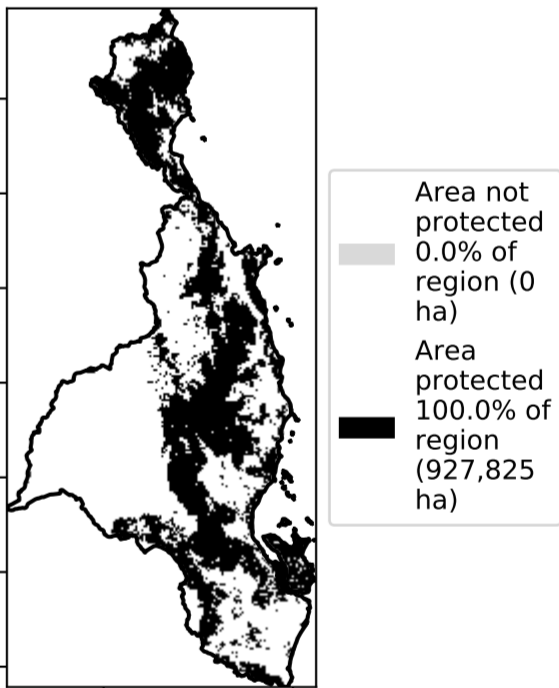 Area not
protected
0.0% of
region (0
ha)
Area
protected
100.0% of
region
(927,825
ha)